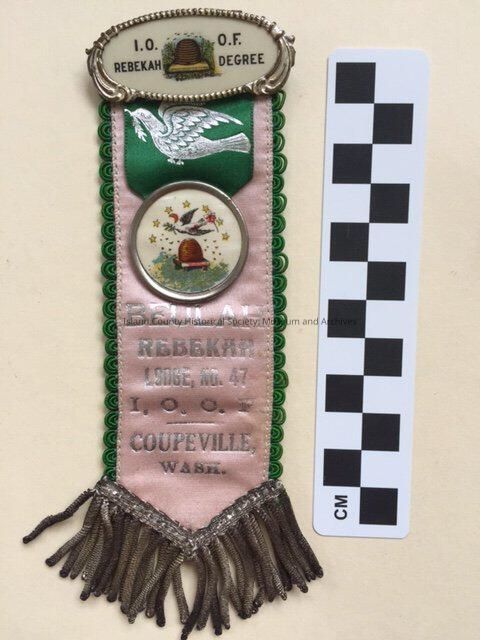 I.O. O.F.
REBEKAH DEGREE
BEULAH
Island County Historical Society: Museum and Archives
REBEKAH
LODGE, NO. 47
I. O. O. F
COUPEVILLE,
WASH.
CM